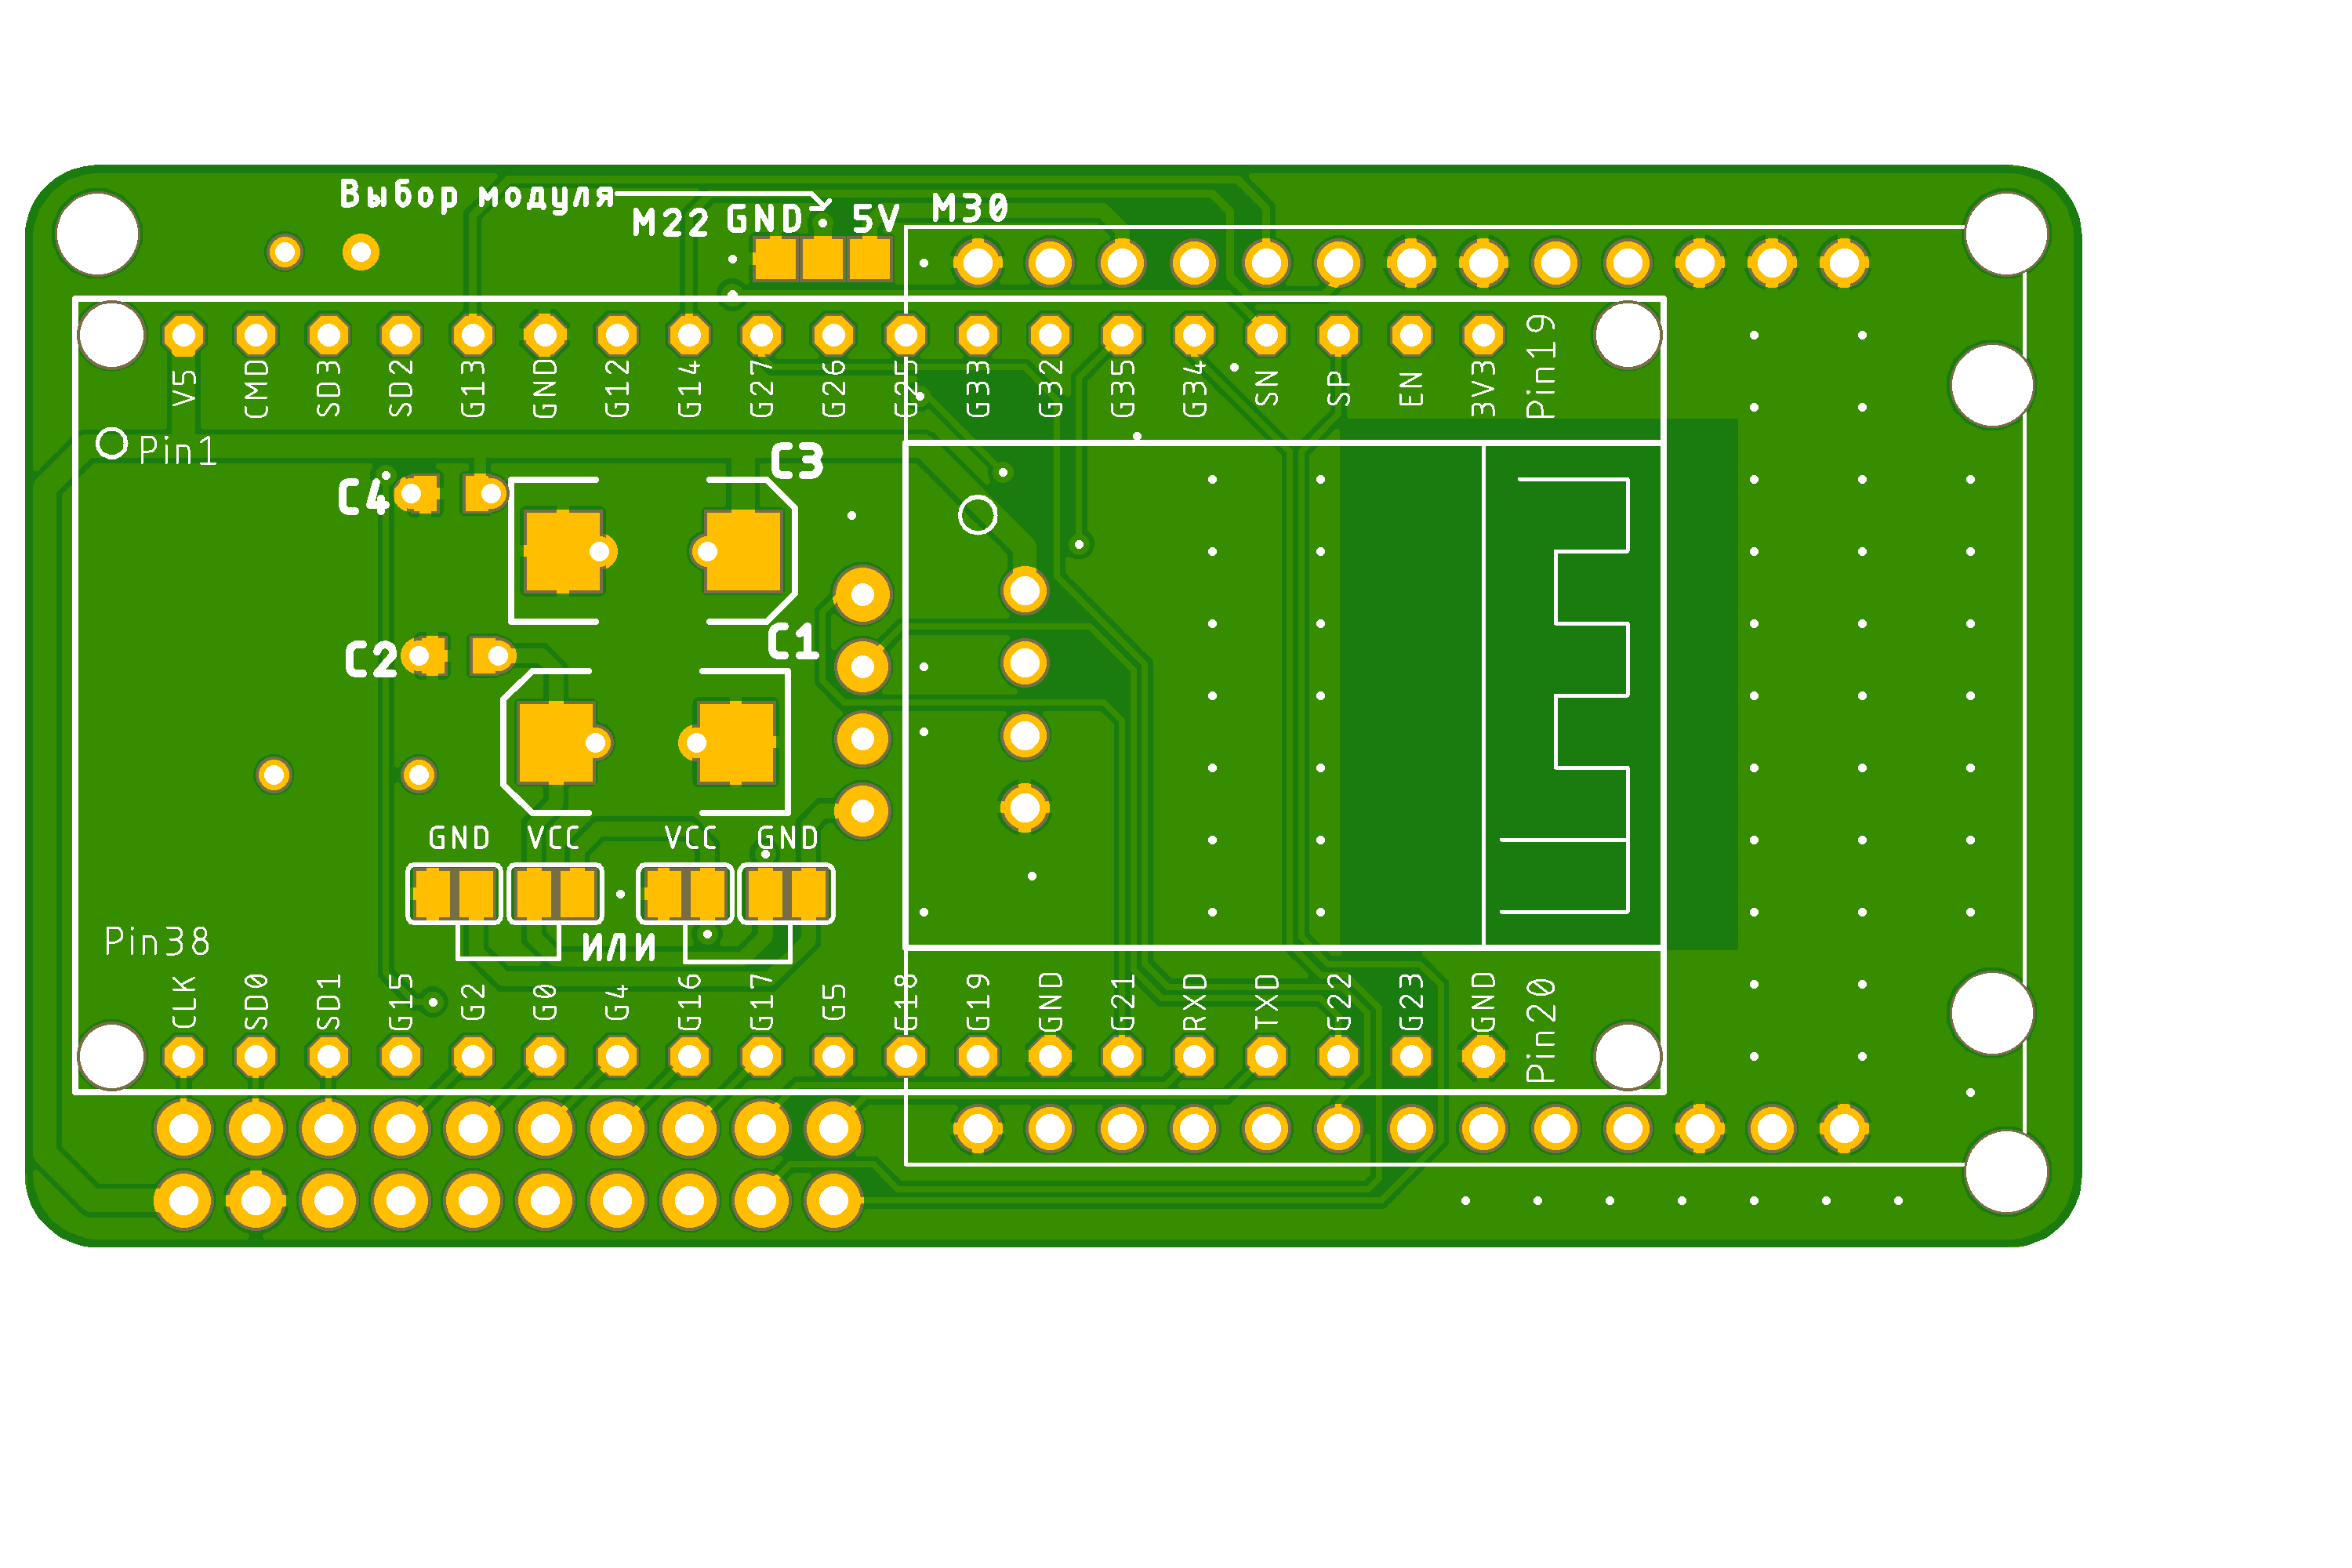 Выбор модуля
M22 GND 5V M30
V5 CMD SD3 SD2 G13 GND G12 G14 G27 G26 G25 G33 G32 G35 G34 SN SP EN 3V3 Pin19
Pin1
C3
C4
C1
C2
GND VCC VCC GND
Pin38
ИЛИ
CLK SD0 SD1 G15 G2 G0 G4 G16 G17 G5 G18 G19 GND G21 RXD TXD G22 G23 GND Pin20